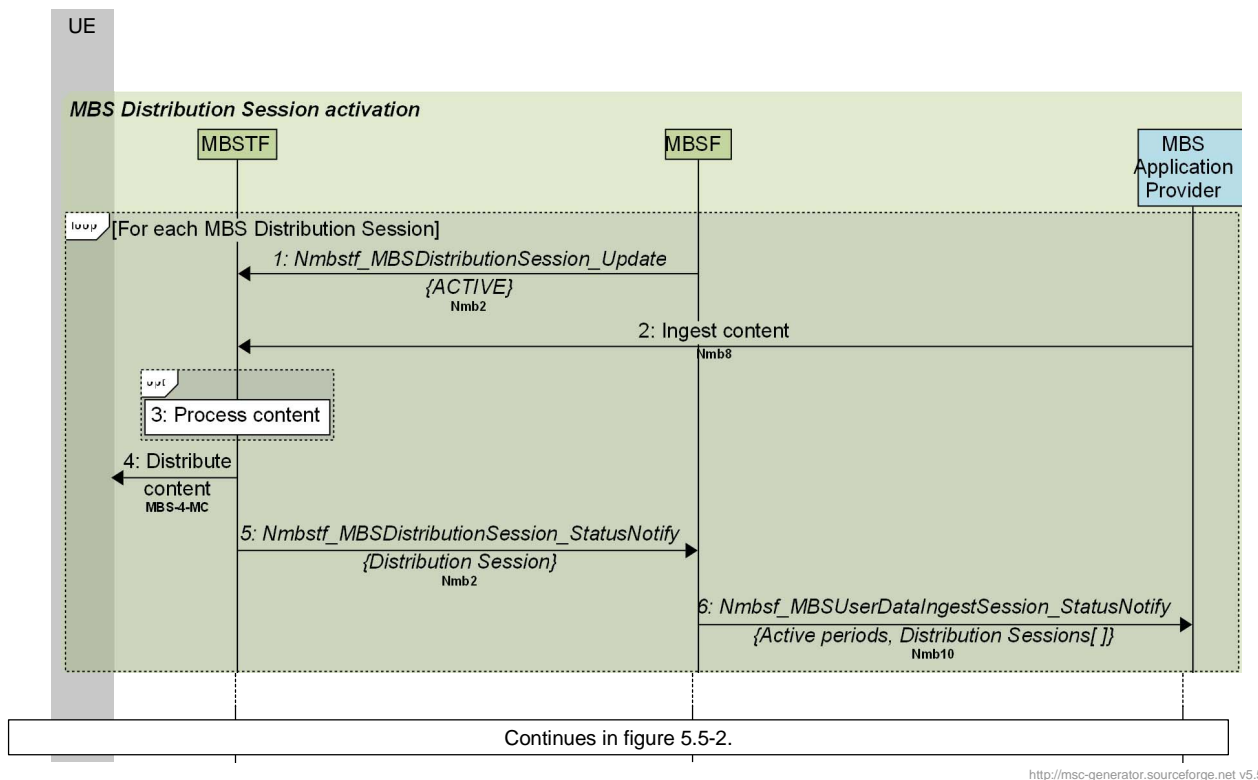 UE
MBS Distribution Session activation
MBSTF
MBSF
MBS
Application
Provider
loop
[For each MBS Distribution Session]
1: Nmbstf_MBSDistributionSession_Update
{ACTIVE}
Nmb2
2: Ingest content
Nmb8
opt
3: Process content
4: Distribute
content
MBS-4-MC
5: Nmbstf_MBSDistributionSession_StatusNotify
{Distribution Session}
Nmb2
6: Nmbsf_MBSUserDataIngestSession_StatusNotify
{Active periods, Distribution Sessions[ ]}
Nmb10
Continues in figure 5.5-2.
http://msc-generator.sourceforge.net